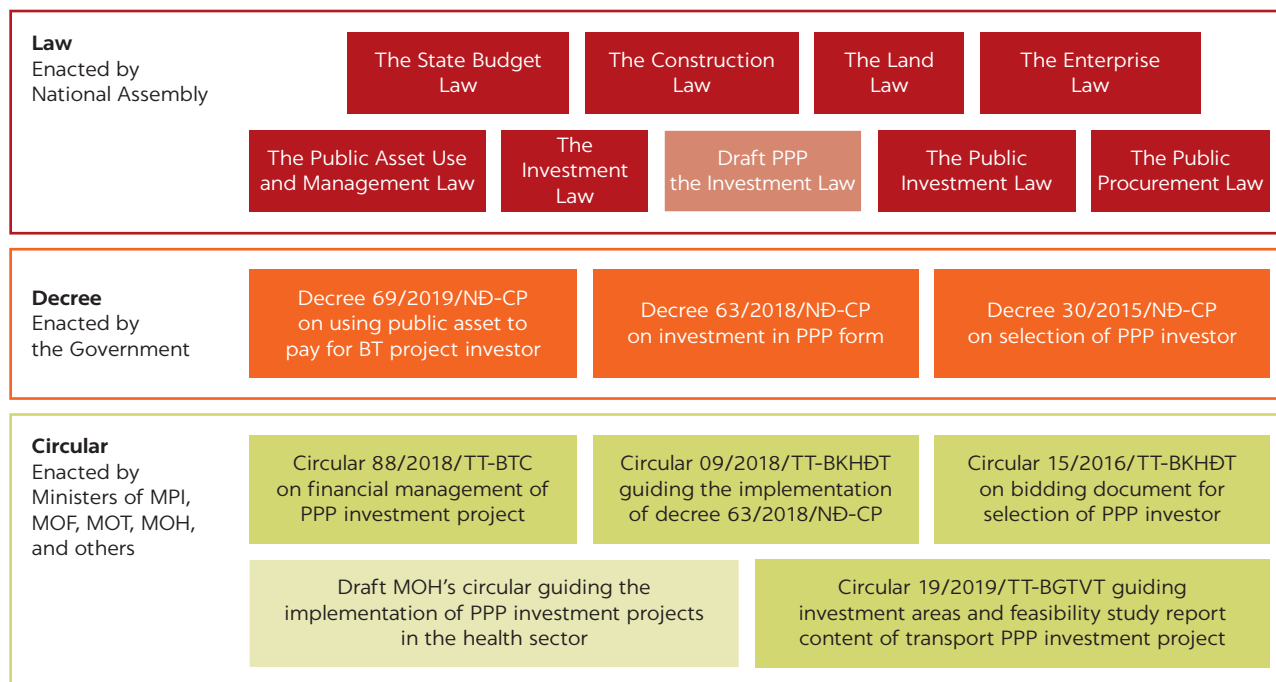 Law
Enacted by
National Assembly
The State Budget
Law
The Construction
Law
The Land
Law
The Enterprise
Law
The Public Asset Use
and Management Law
The
Investment
Law
Draft PPP
the Investment Law
The Public
Investment Law
The Public
Procurement Law
Decree
Enacted by
the Government
Decree 69/2019/NĐ-CP
on using public asset to
pay for BT project investor
Decree 63/2018/NĐ-CP
on investment in PPP form
Decree 30/2015/NĐ-CP
on selection of PPP investor
Circular
Enacted by
Ministers of MPI,
MOF, MOT, MOH,
and others
Circular 88/2018/TT-BTC
on financial management of
PPP investment project
Circular 09/2018/TT-BKHĐT
guiding the implementation
of decree 63/2018/NĐ-CP
Circular 15/2016/TT-BKHĐT
on bidding document for
selection of PPP investor
Draft MOH's circular guiding the
implementation of PPP investment projects
in the health sector
Circular 19/2019/TT-BGTVT guiding
investment areas and feasibility study report
content of transport PPP investment project